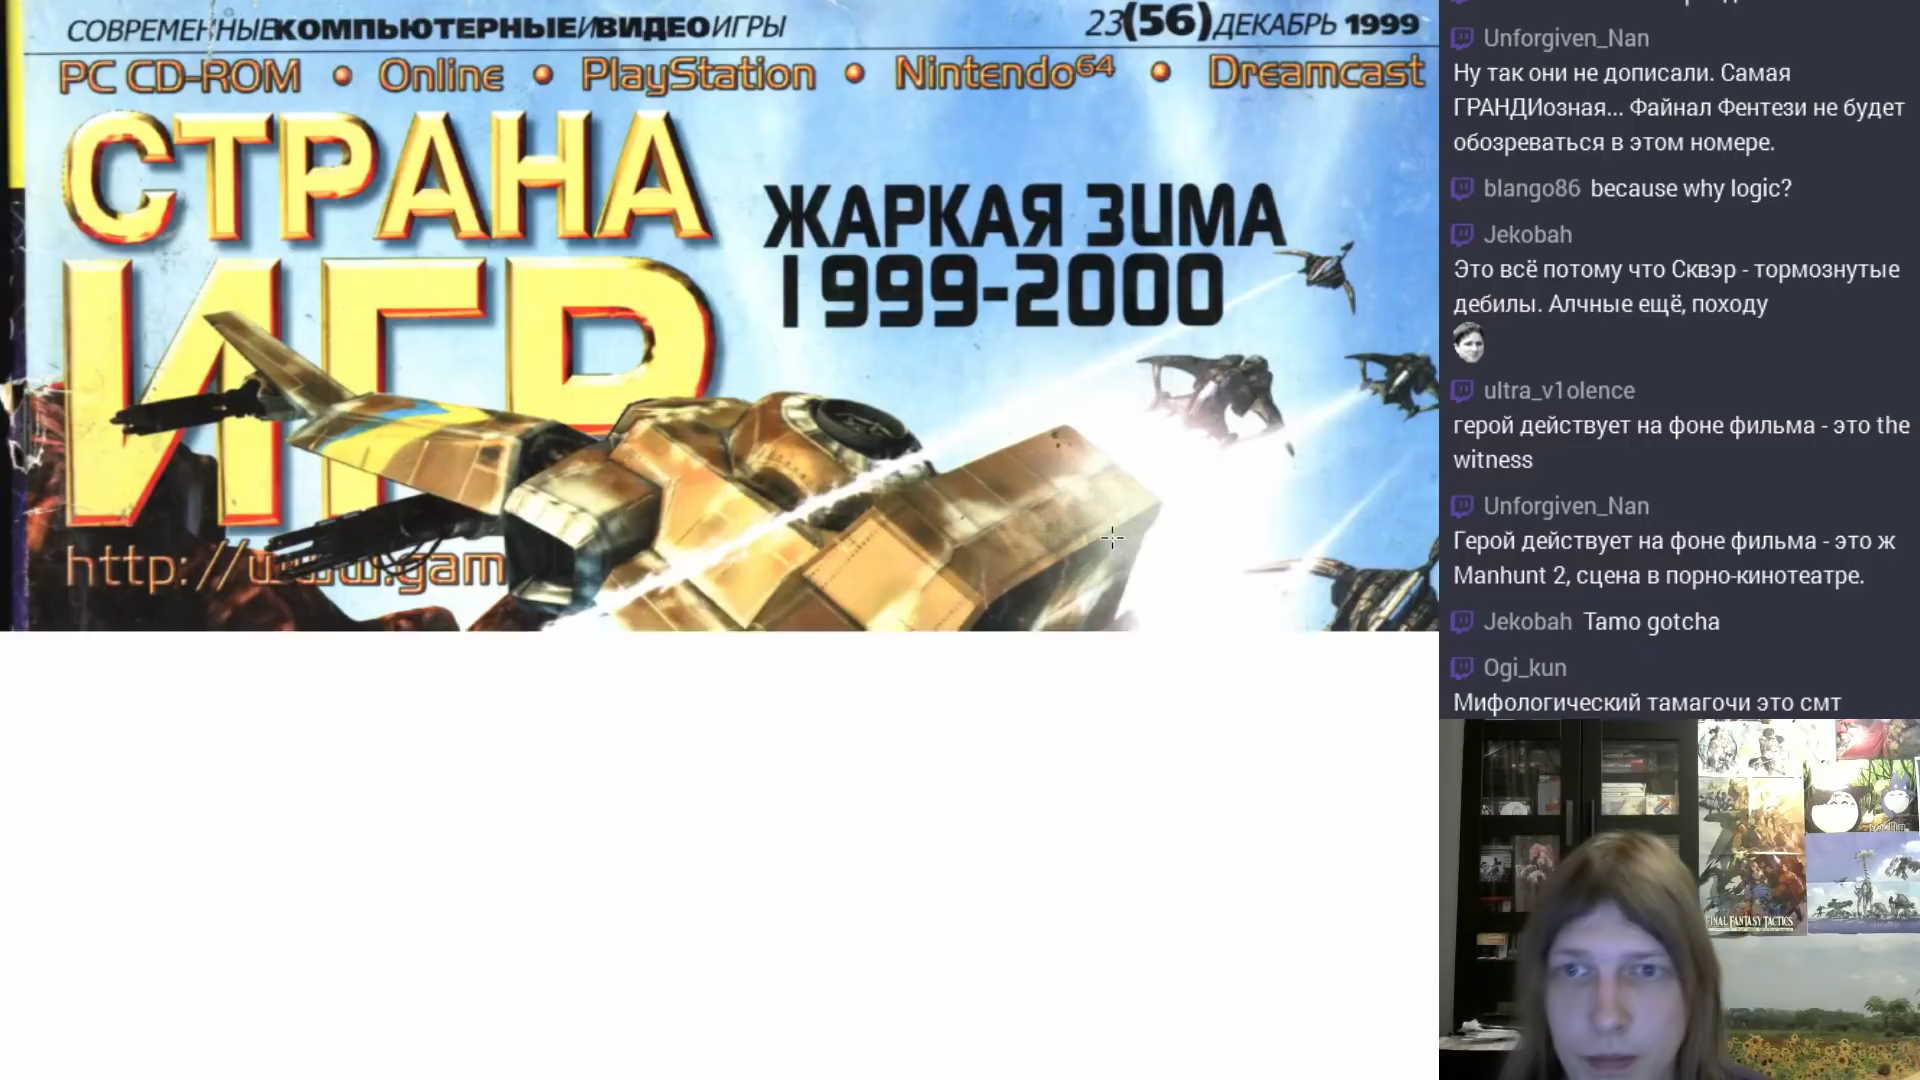 СОВРЕМЕННЫЕКОМПЬЮТЕРНЫЕИВИДЕОИГРЫ
23(56)ДЕКАБРЬ 1999
PC CD-ROM • Online • PlayStation • Nintendo64 • Dreamcast
СТРАНА
ИГР
ЖАРКАЯ ЗИМА
1999-2000
http://www.gam
Unforgiven_Nan
Ну так они не дописали. Самая
ГРАНДИозная... Файнал Фентези не будет
обозреваться в этом номере.
blango86 because why logic?
Jekobah
Это всё потому что Сквэр - тормознутые
дебилы. Алчные ещё, походу
ultra_v1olence
герой действует на фоне фильма - это the
witness
Unforgiven_Nan
Герой действует на фоне фильма - это ж
Manhunt 2, сцена в порно-кинотеатре.
Jekobah Tamo gotcha
Ogi_kun
Мифологический тамагочи это смт
FINAL FANTASY TACTICS